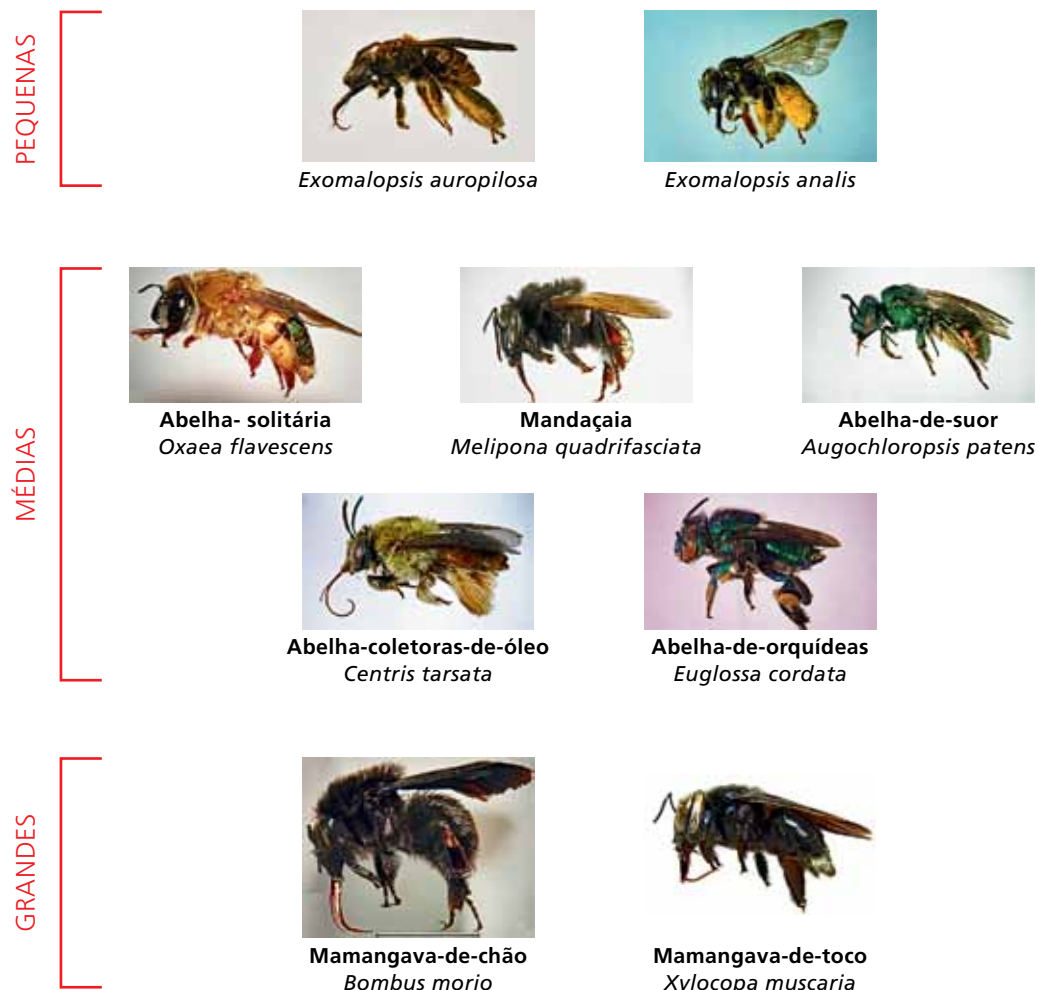 PEQUENAS
Exomalopsis auropilosa
Exomalopsis analis
MÉDIAS
Abelha- solitária
Oxaea flavescens
Mandaçaia
Melipona quadrifasciata
Abelha-de-suor
Augochloropsis patens
Abelha-coletoras-de-óleo
Centris tarsata
Abelha-de-orquídeas
Euglossa cordata
GRANDES
Mamangava-de-chão
Bombus morio
Mamangava-de-toco
Xylocopa muscaria